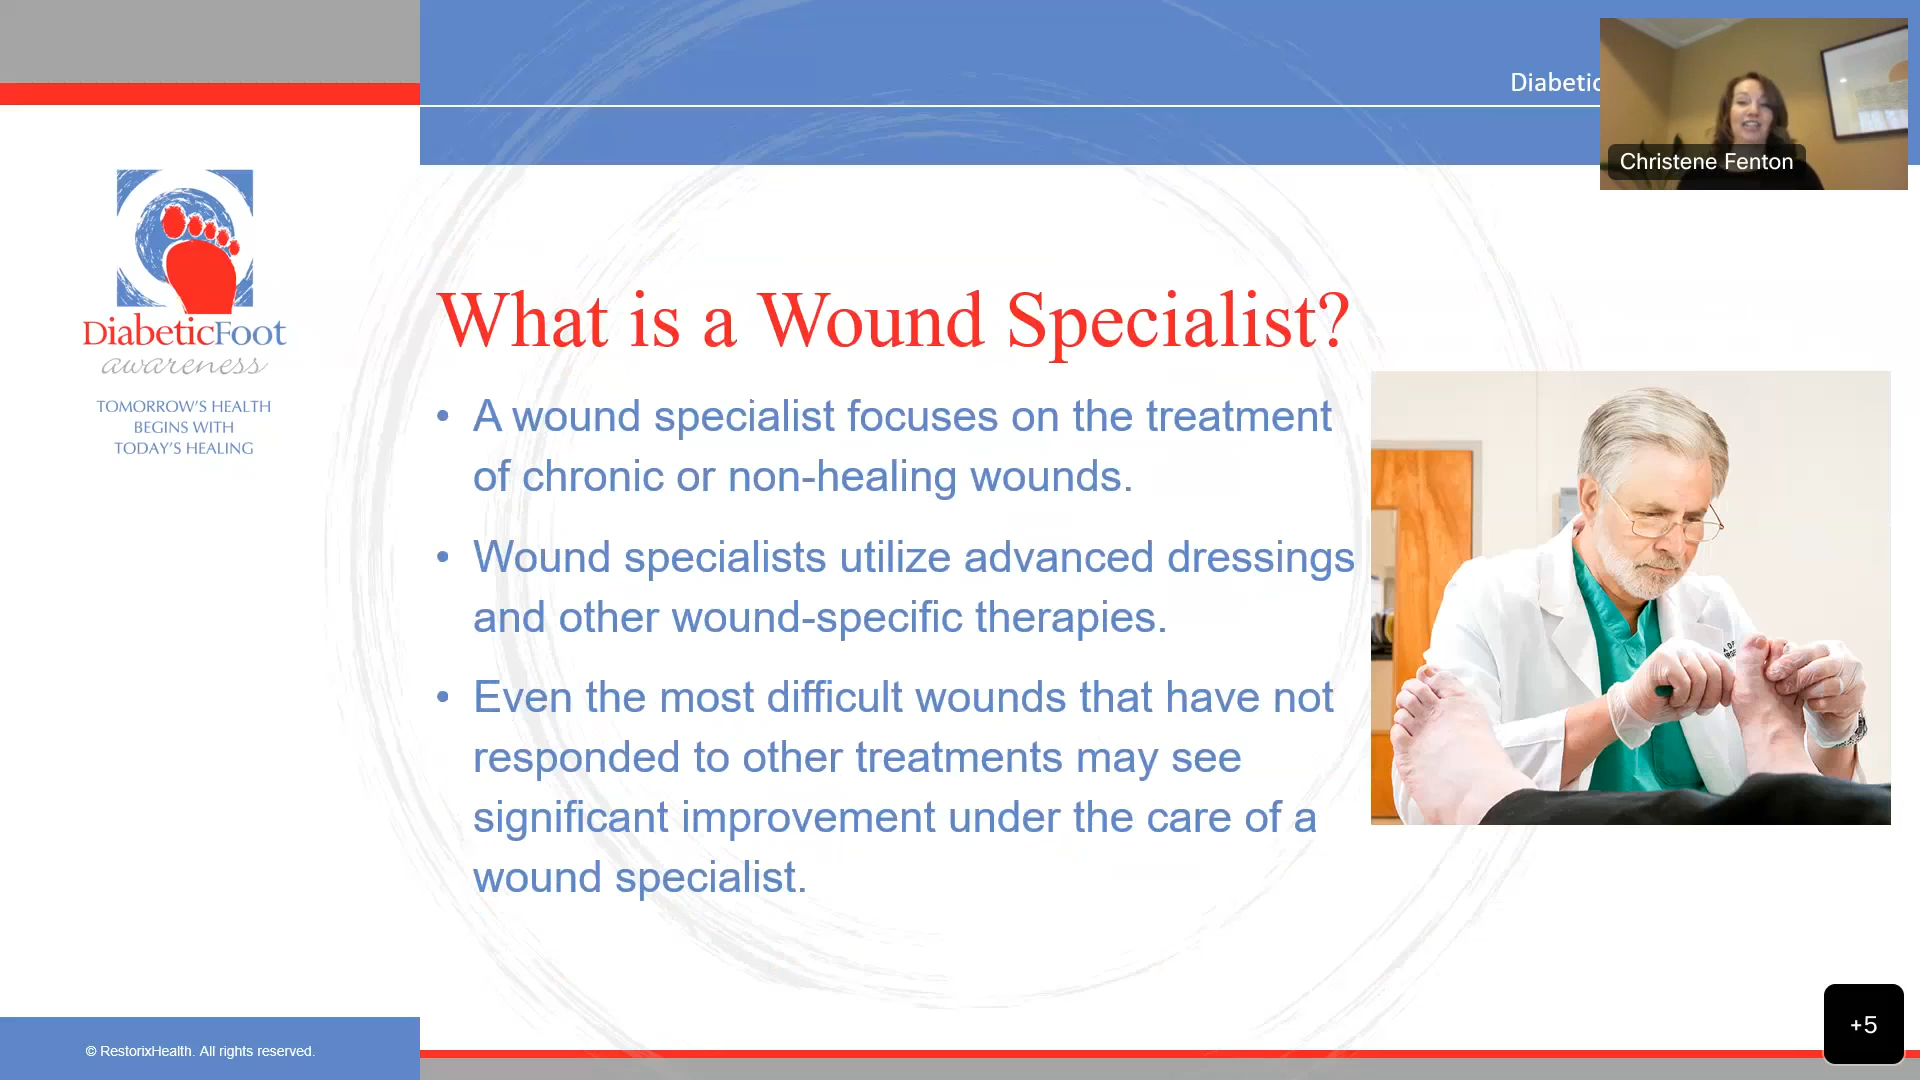 Diabetic
Christene Fenton
DiabeticFoot
awareness
TOMORROW'S HEALTH
BEGINS WITH
TODAY'S HEALING
What is a Wound Specialist?
• A wound specialist focuses on the treatment
of chronic or non-healing wounds.
• Wound specialists utilize advanced dressings
and other wound-specific therapies.
• Even the most difficult wounds that have not
responded to other treatments may see
significant improvement under the care of a
wound specialist.
© RestorixHealth. All rights reserved.
+5